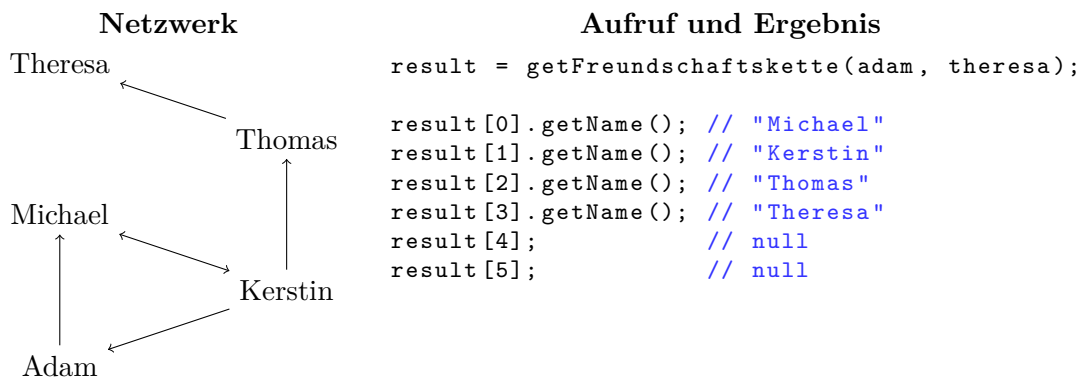 Netzwerk
Theresa
Thomas
Michael
Kerstin
Adam
Aufruf und Ergebnis
result = getFreundschaftskette(adam, theresa);
result[0].getName(); // "Michael"
result[1].getName(); // "Kerstin"
result[2].getName(); // "Thomas"
result[3].getName(); // "Theresa"
result[4]; // null
result[5]; // null